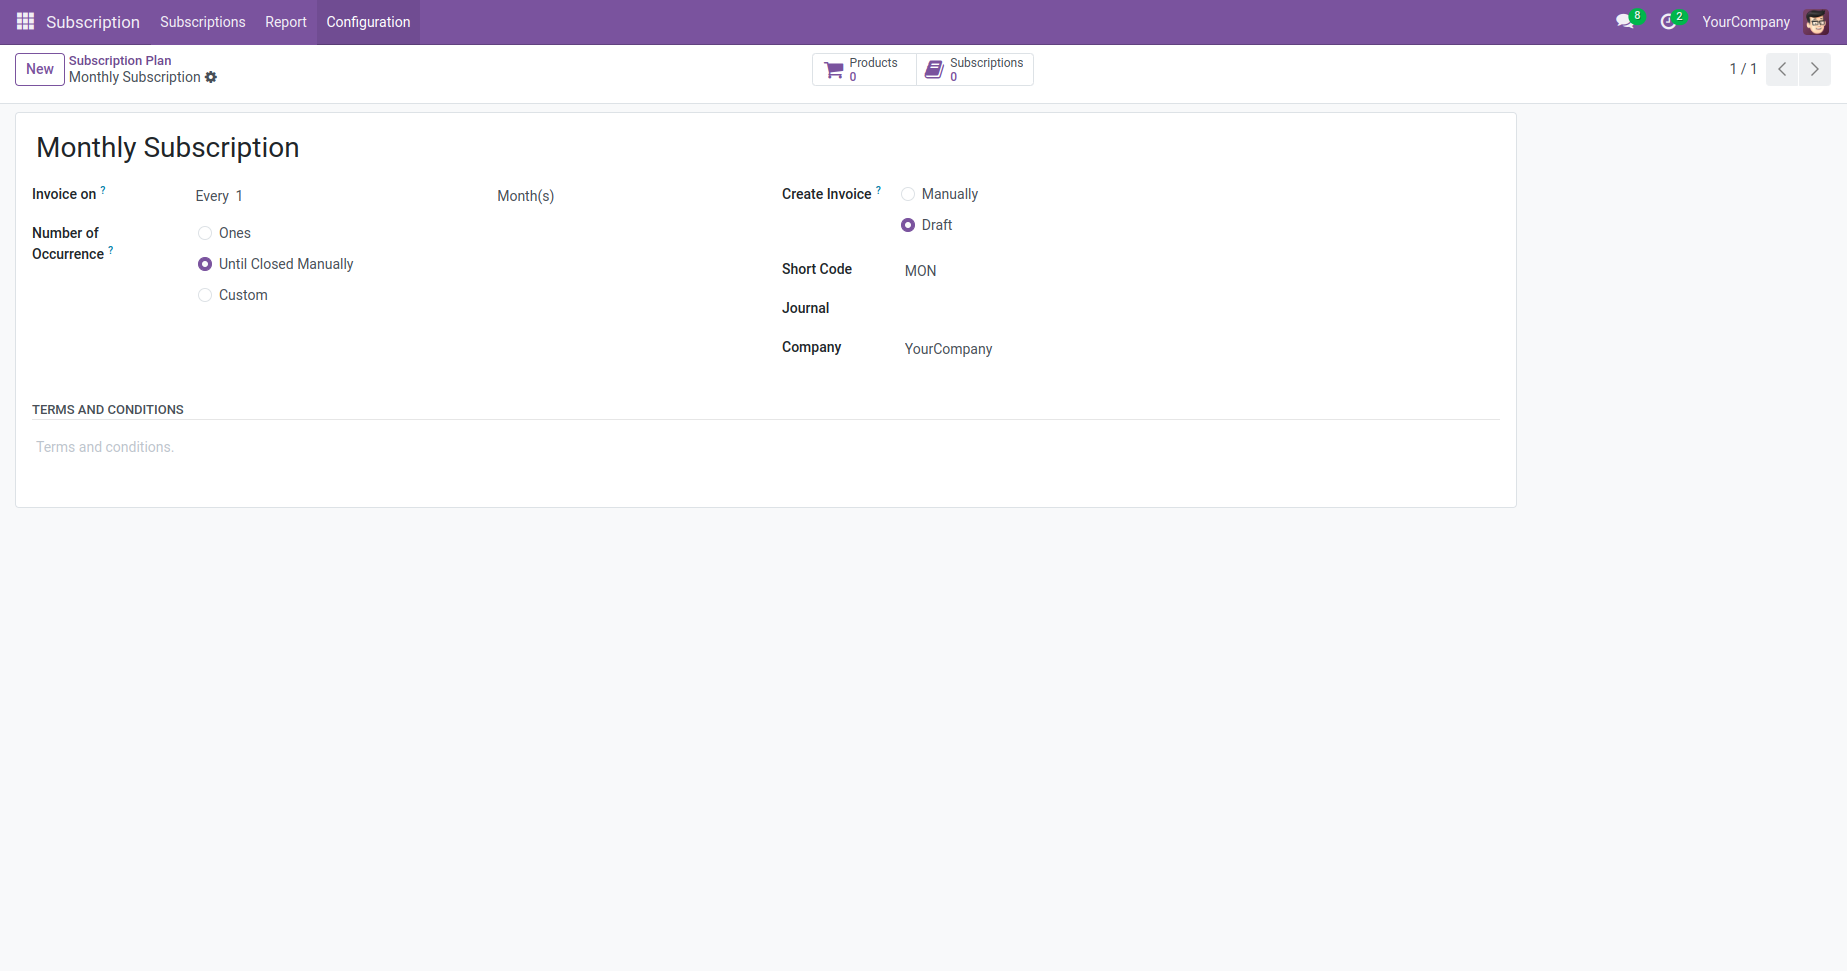 Subscription Subscriptions Report Configuration 8 2 YourCompany
New
Subscription Plan
Monthly Subscription
Products
0
Subscriptions
0
1 / 1
Monthly Subscription
Invoice on ? Every 1 Month(s)
Number of
Occurrence ?
Ones
Until Closed Manually
Custom
Create Invoice ?
Manually
Draft
Short Code MON
Journal
Company YourCompany
TERMS AND CONDITIONS
Terms and conditions.